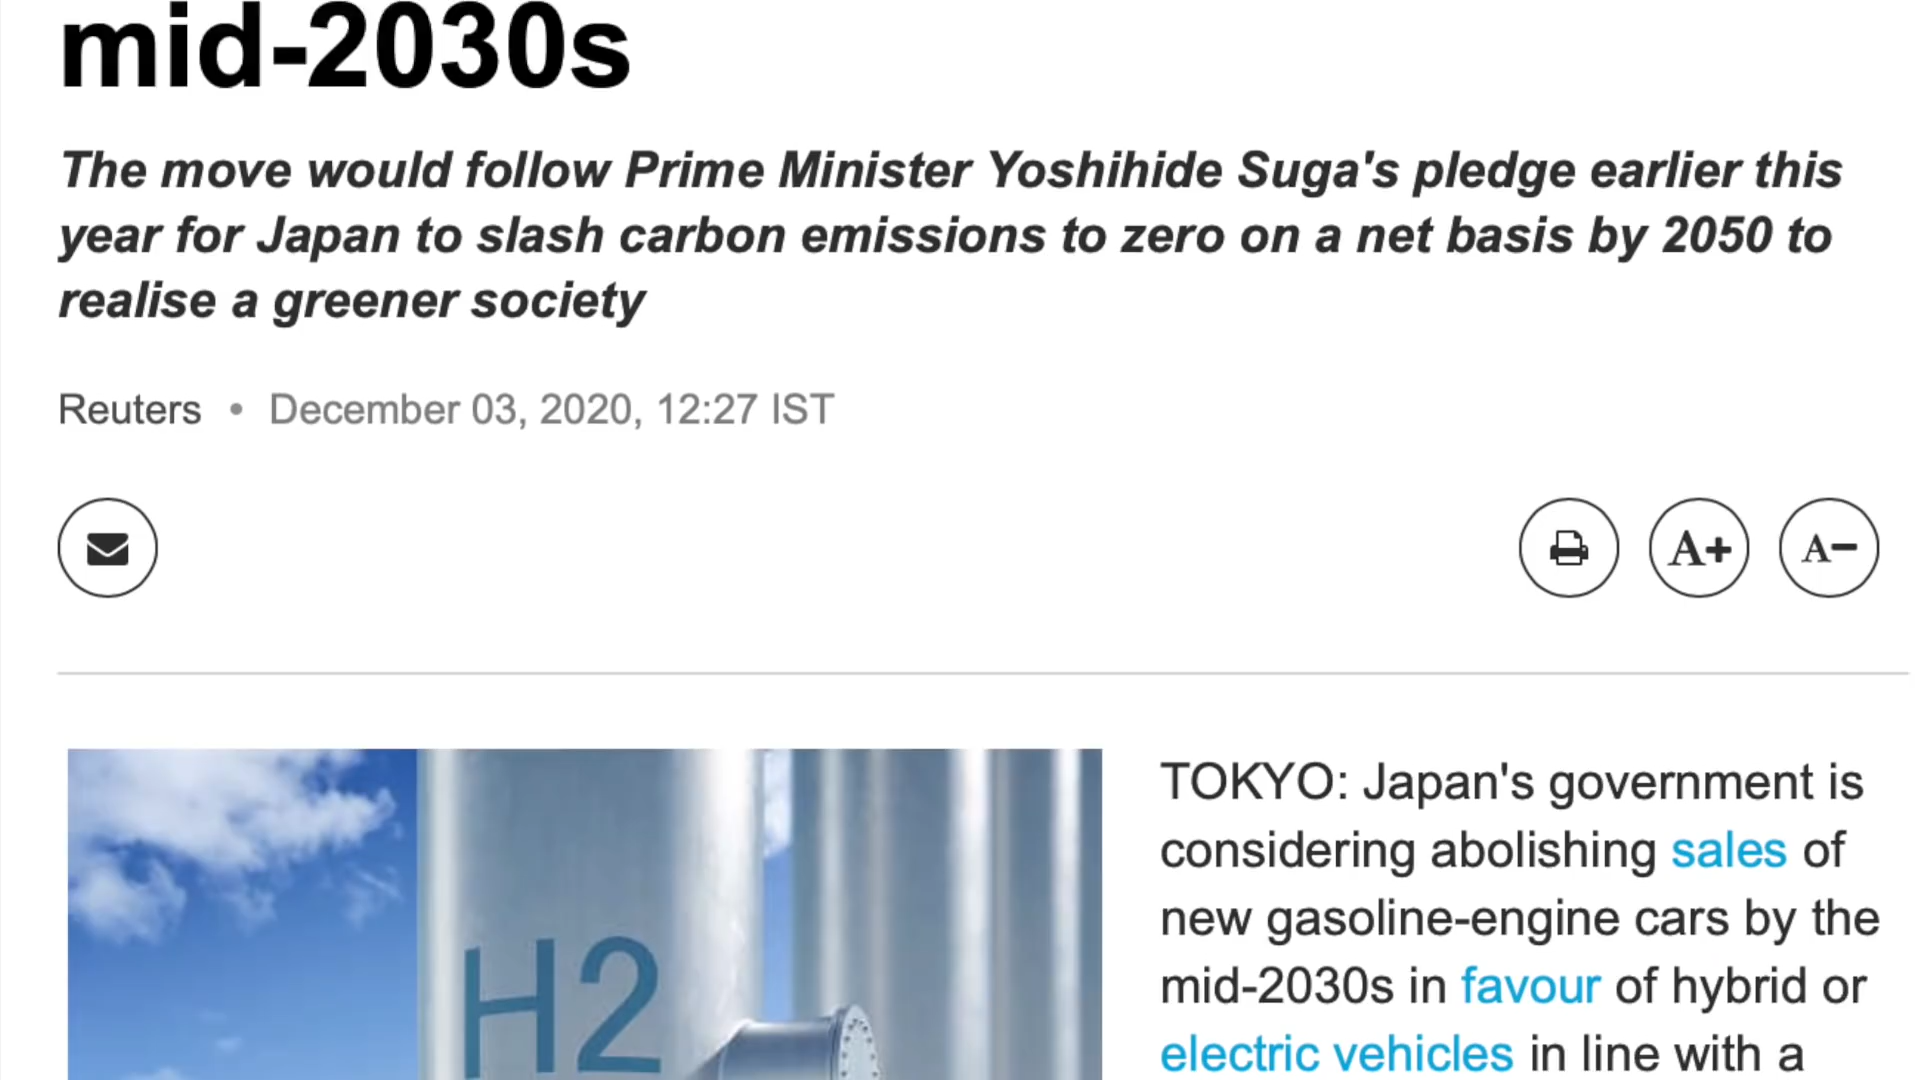 mid-2030s
The move would follow Prime Minister Yoshihide Suga's pledge earlier this
year for Japan to slash carbon emissions to zero on a net basis by 2050 to
realise a greener society
Reuters • December 03, 2020, 12:27 IST
A+ A-
TOKYO: Japan's government is
considering abolishing sales of
new gasoline-engine cars by the
mid-2030s in favour of hybrid or
electric vehicles in line with a
H2